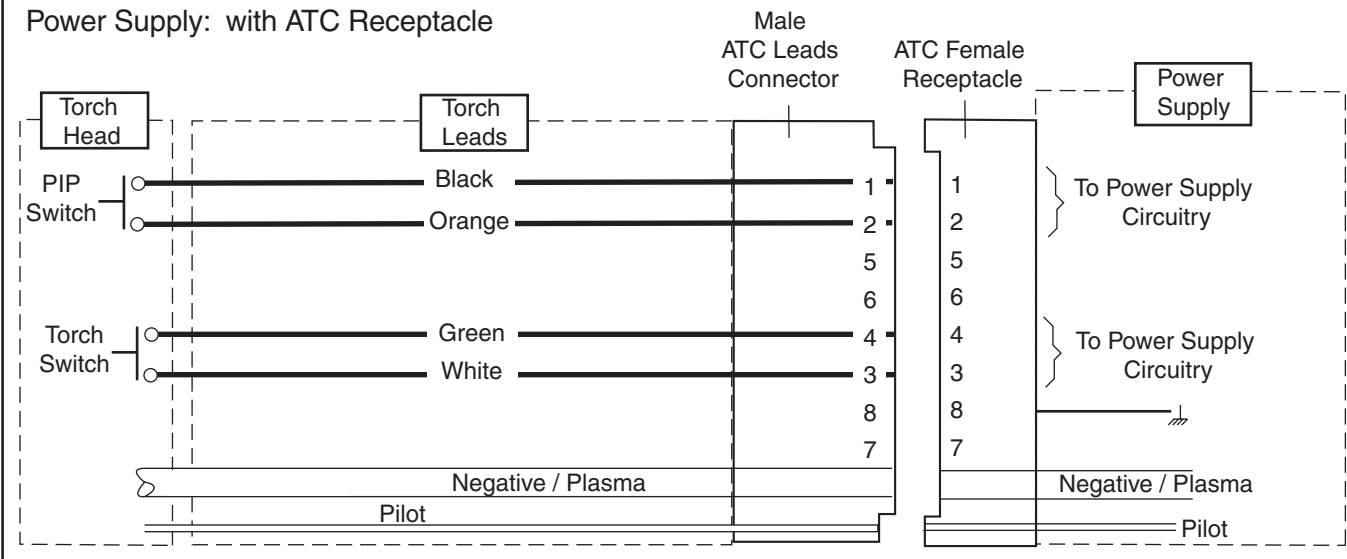 Power Supply: with ATC Receptacle
Male
ATC Leads
Connector
ATC Female
Receptacle
Power
Supply
Torch
Head
Torch
Leads
PIP
Switch
Black
Orange
1
2
5
6
1
2
5
6
To Power Supply
Circuitry
Torch
Switch
Green
White
4
3
8
7
4
3
8
7
To Power Supply
Circuitry
Negative / Plasma
Negative / Plasma
Pilot
Pilot